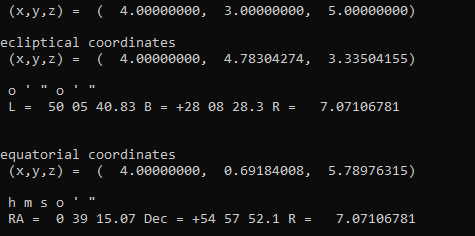 (x,y,z) = ( 4.00000000, 3.00000000, 5.00000000)
ecliptical coordinates
(x,y,z) = ( 4.00000000, 4.78304274, 3.33504155)
o ' " o ' "
L = 50 05 40.83 B = +28 08 28.3 R = 7.07106781
equatorial coordinates
(x,y,z) = ( 4.00000000, 0.69184008, 5.78976315)
h m s o ' "
RA = 0 39 15.07 Dec = +54 57 52.1 R = 7.07106781